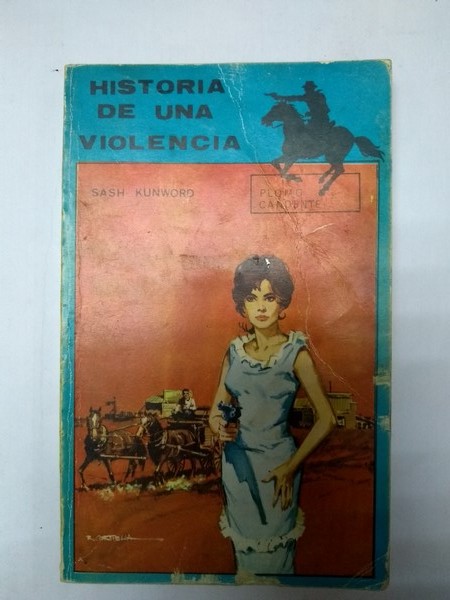 HISTORIA
DE UNA
VIOLENCIA
SASH KUNWORD
PLOMO
CANDENTE